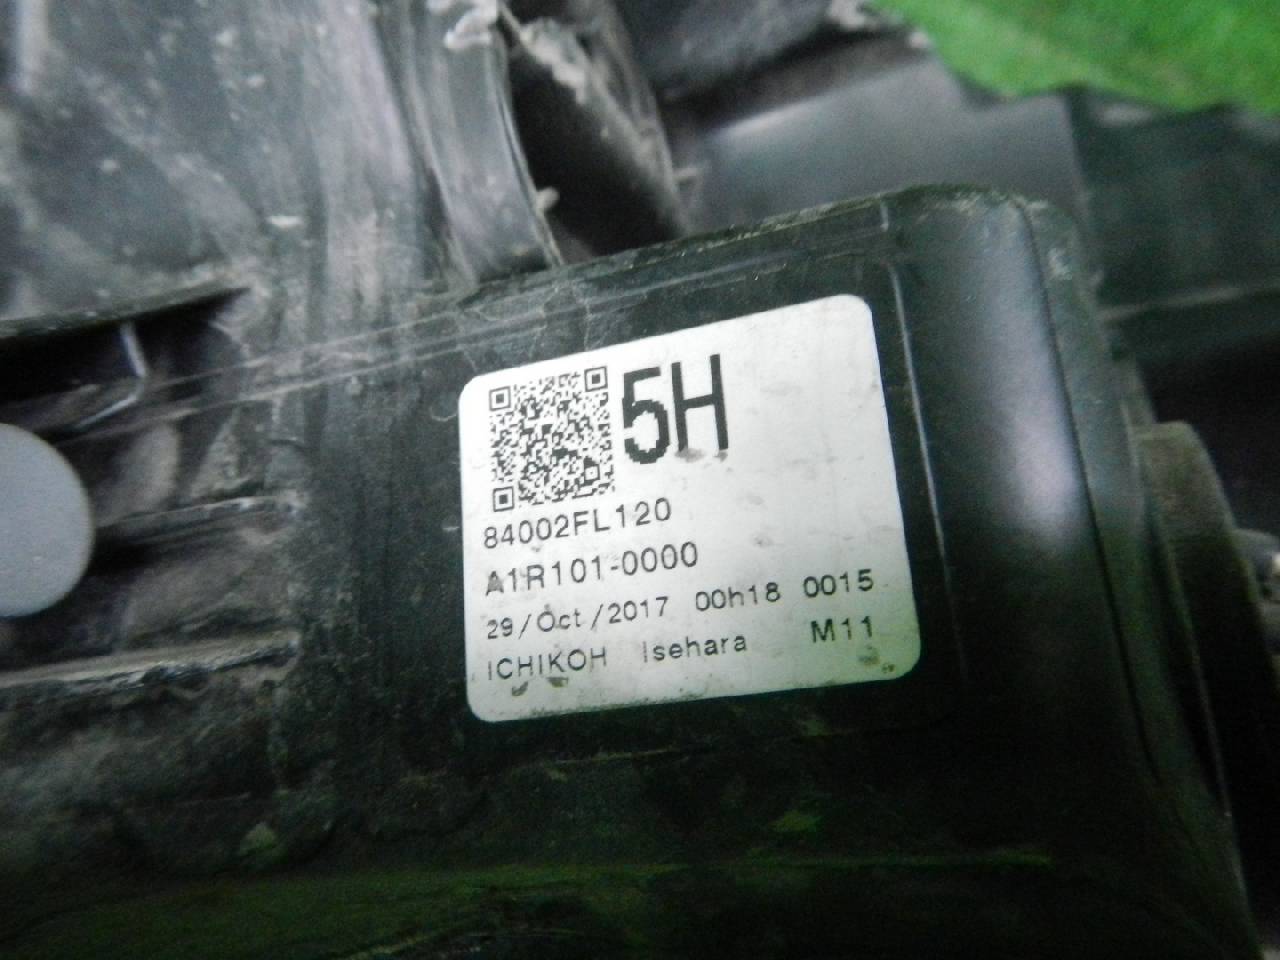 5H
84002FL120
A1R101-0000
29/Oct/2017 00h18 0015
ICHIKOH Isehara M11